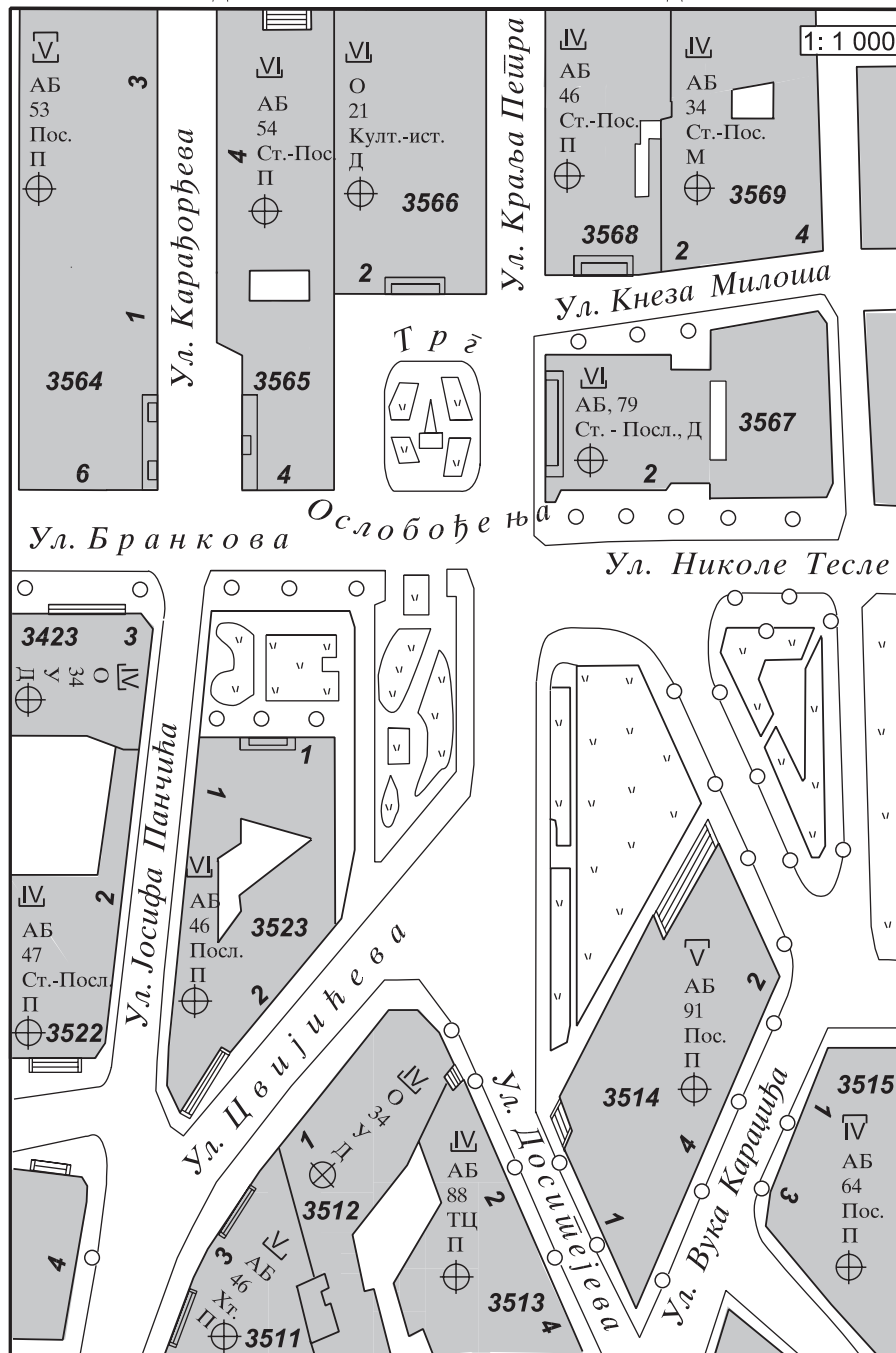 1: 1 000
V
АБ
53
Пос.
П
3
1
3564
6
Ул. Карађорђева
VI
АБ
54
Ст.-Пос.
П
4
3565
4
VI
О
21
Култ.-ист.
Д
3566
2
Ул. Краља Петра
IV
АБ
46
Ст.-Пос.
П
3568
IV
АБ
34
Ст.-Пос.
М
3569
2
4
Ул. Кнеза Милоша
Трг
Ослобођења
VI
АБ, 79
Ст. - Посл., Д
3567
2
Ул. Бранкова
Ул. Николе Тесле
3423
3
IV
О
34
У
Д
Ул. Јосифа Панчића
1
1
VI
АБ
46
Посл.
П
3523
2
2
IV
АБ
47
Ст.-Посл.
П
3522
Ул. Цвијићева
V
АБ
91
Пос.
П
3514
2
4
1
3515
1
IV
АБ
64
Пос.
П
3
Ул. Вука Караџића
Ул. Доситејева
IV
О
34
У
Д
1
3512
IV
АБ
88
ТЦ
П
2
3513
4
V
АБ
46
Хт.
П
3
3511
4